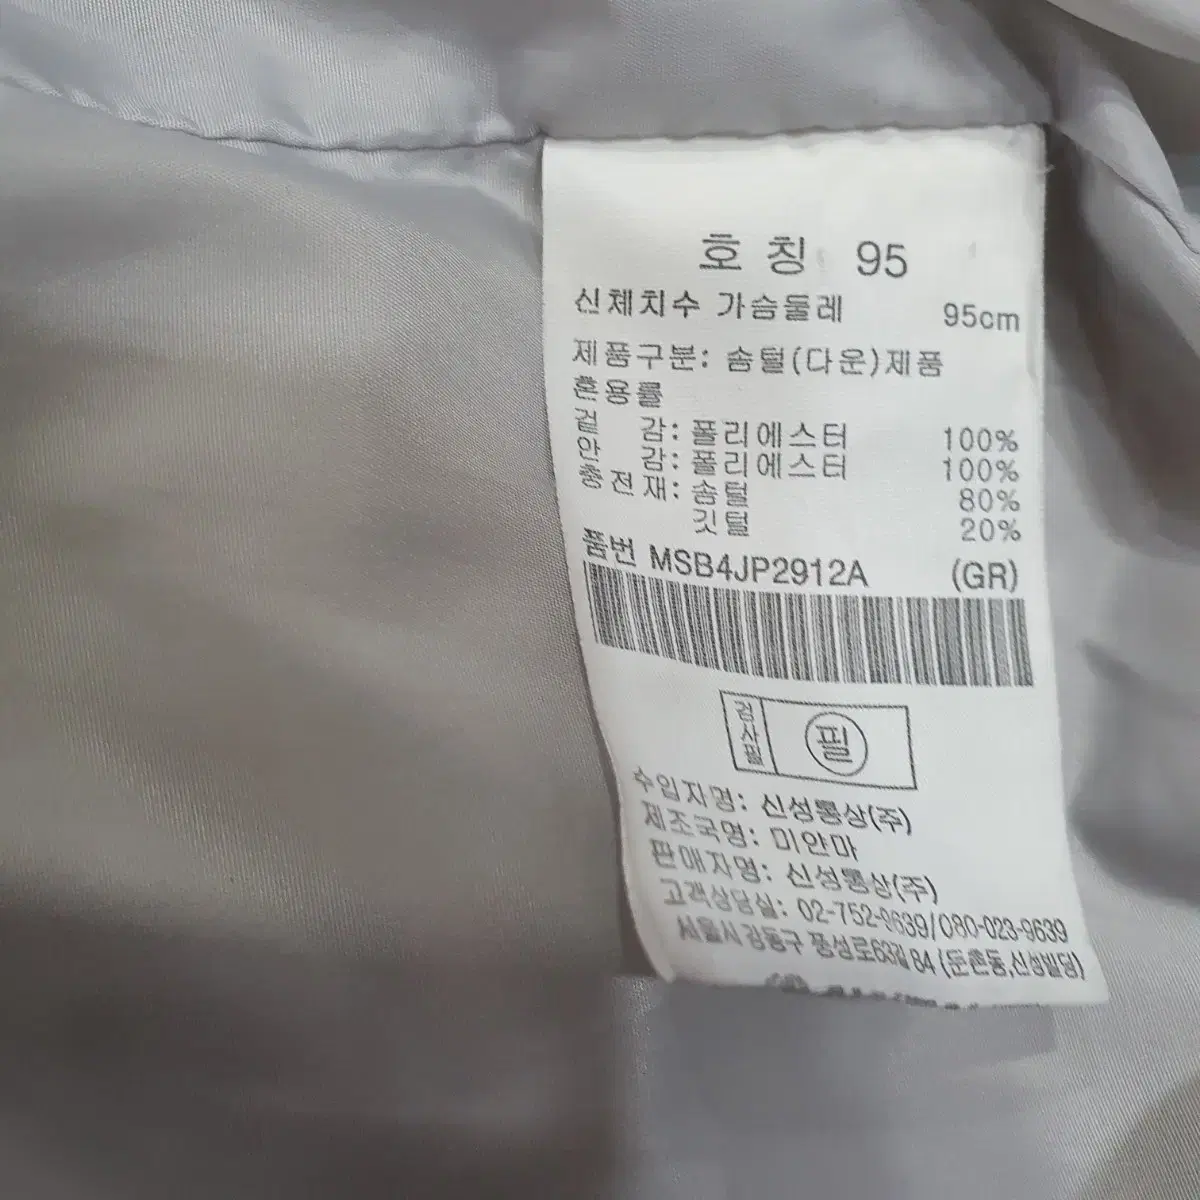 호 칭 95
신체치수 가슴둘레 95cm
제품구분: 솜털(다운)제품
혼용률
겉 감: 폴리에스터 100%
안 감: 폴리에스터 100%
충전재: 솜털 80%
깃털 20%
품번 MSB4JP2912A (GR)
검사필 필
수입자명: 신성통상(주)
제조국명: 미얀마
판매자명: 신성통상(주)
고객상담실: 02-752-9639/080-023-9639
서울시 강동구 풍성로63길 84 (둔촌동,신성빌딩)